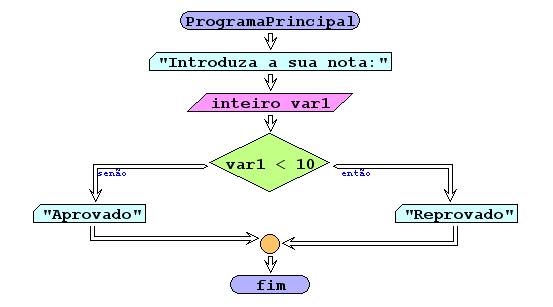 ProgramaPrincipal
"Introduza a sua nota:"
inteiro var1
var1 < 10
senão
então
"Aprovado"
"Reprovado"
fim